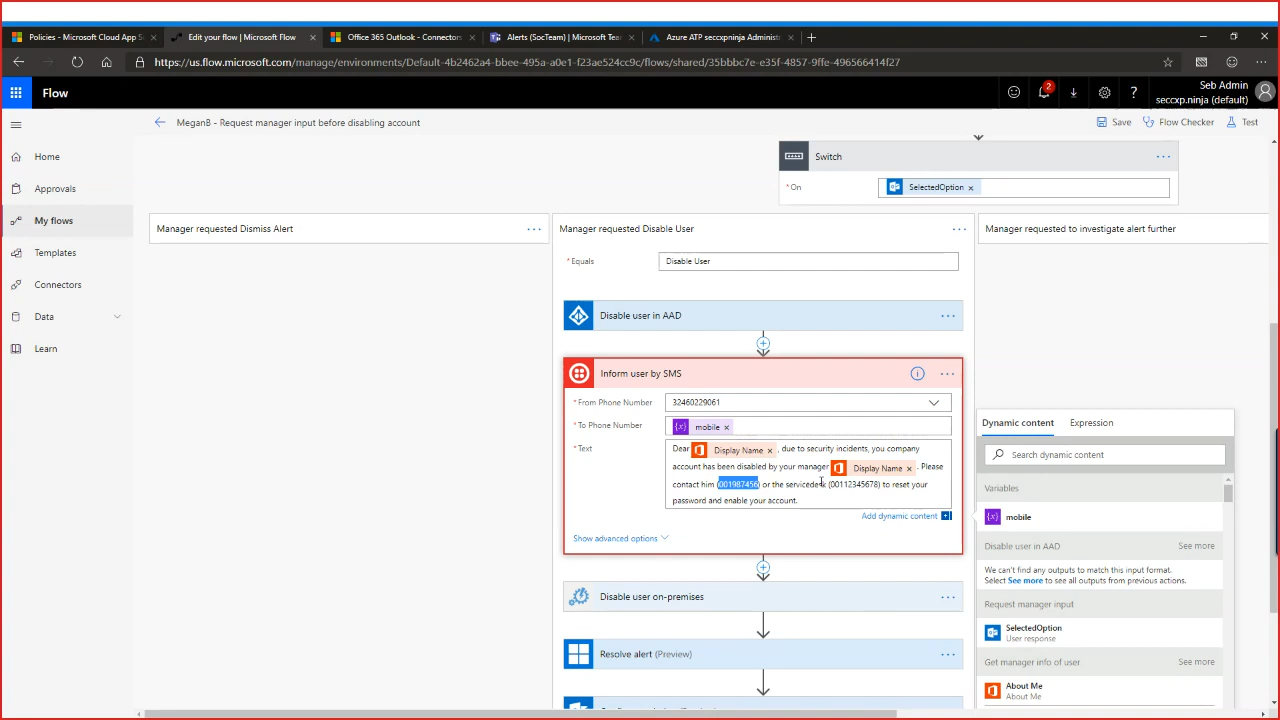 Policies - Microsoft Cloud App S
Edit your flow | Microsoft Flow
Office 365 Outlook - Connectors
Alerts (SocTeam) | Microsoft Te
Azure ATP seccxpninja Administr
https://us.flow.microsoft.com/manage/environments/Default-4b2462a4-bbee-495a-a0e1-f23ae524cc9c/flows/shared/35bbbc7e-e35f-4857-9ffe-496566414f27
Flow
2
?
Seb Admin
seccxp.ninja (default)
MeganB - Request manager input before disabling account
Save
Flow Checker
Test
Home
Approvals
My flows
Templates
Connectors
Data
Learn
Switch
* On
SelectedOption x
Manager requested Dismiss Alert
Manager requested Disable User
Manager requested to investigate alert further
* Equals
Disable User
Disable user in AAD
Inform user by SMS
* From Phone Number
32460229061
* To Phone Number
{x} mobile x
* Text
Dear Display Name x , due to security incidents, you company
account has been disabled by your manager Display Name x . Please
contact him (001987456) or the servicedesk (00112345678) to reset your
password and enable your account.
Add dynamic content
Show advanced options
Disable user on-premises
Resolve alert (Preview)
Dynamic content
Expression
Search dynamic content
Variables
{x} mobile
Disable user in AAD
See more
We can't find any outputs to match this input format.
Select See more to see all outputs from previous actions.
Request manager input
SelectedOption
User response
Get manager info of user
See more
About Me
About Me